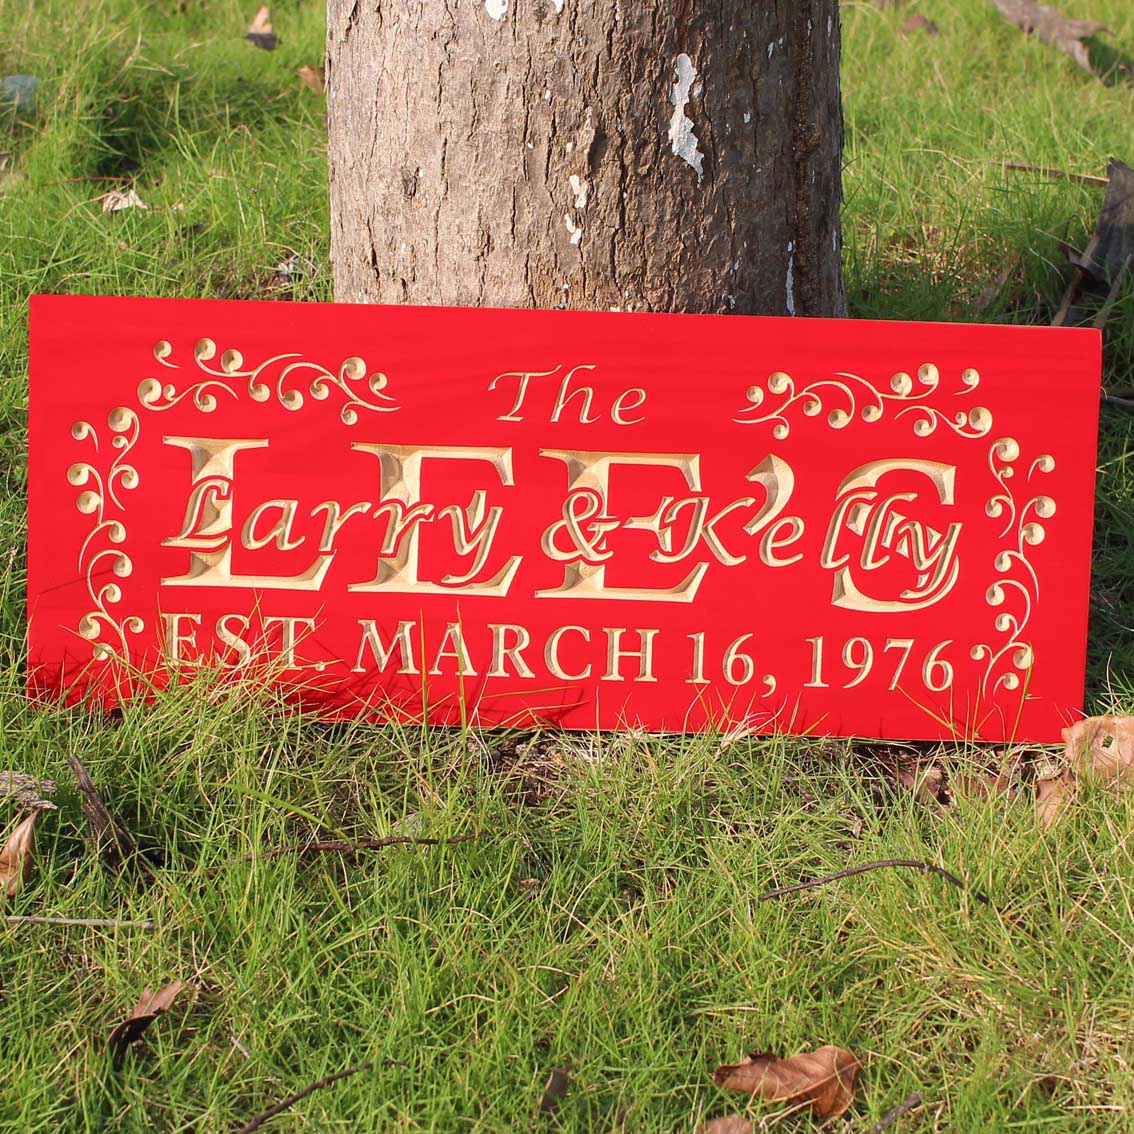 The
LEE'S
Larry & Kelly
EST. MARCH 16, 1976